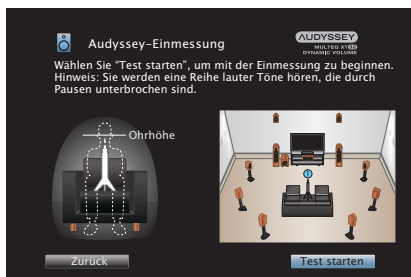 Audyssey-Einmessung
AUDYSSEY
MULTEQ XT32
DYNAMIC VOLUME
Wählen Sie “Test starten”, um mit der Einmessung zu beginnen.
Hinweis: Sie werden eine Reihe lauter Töne hören, die durch
Pausen unterbrochen sind.
Ohrhöhe
Zurück
Test starten